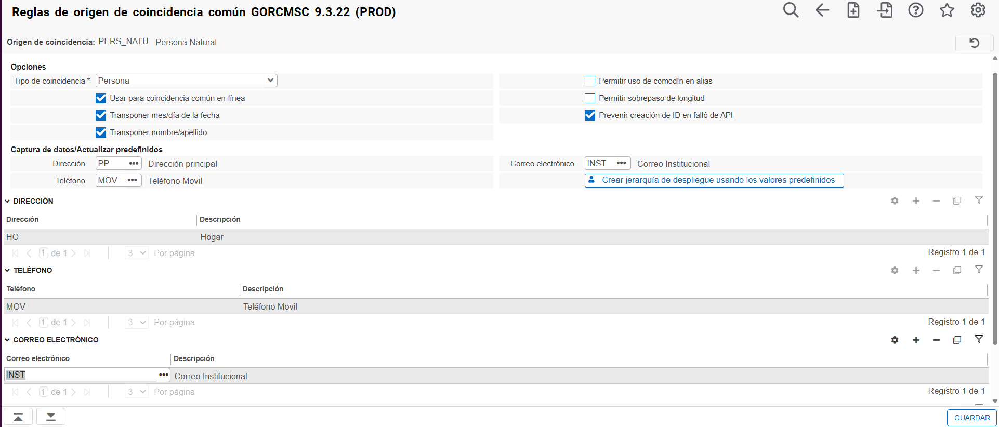 Reglas de origen de coincidencia común GORCMSC 9.3.22 (PROD)
Origen de coincidencia: PERS_NATU Persona Natural
Opciones
Tipo de coincidencia * Persona
Permitir uso de comodín en alias
Usar para coincidencia común en-línea
Permitir sobrepaso de longitud
Transponer mes/día de la fecha
Prevenir creación de ID en falló de API
Transponer nombre/apellido
Captura de datos/Actualizar predefinidos
Dirección PP ••• Dirección principal
Correo electrónico INST ••• Correo Institucional
Teléfono MOV ••• Teléfono Movil
Crear jerarquía de despliegue usando los valores predefinidos
DIRECCIÓN
Dirección Descripción
HO Hogar
1 de 1 3 Por página Registro 1 de 1
TELÉFONO
Teléfono Descripción
MOV Teléfono Movil
1 de 1 3 Por página Registro 1 de 1
CORREO ELECTRÓNICO
Correo electrónico Descripción
INST ••• Correo Institucional
1 de 1 3 Por página Registro 1 de 1
GUARDAR